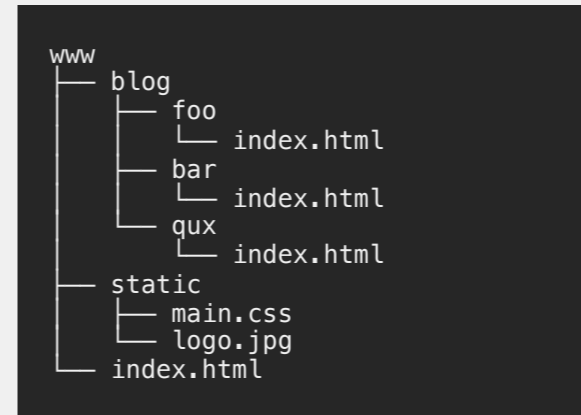 www
├── blog
│   ├── foo
│   │   └── index.html
│   ├── bar
│   │   └── index.html
│   └── qux
│       └── index.html
├── static
│   ├── main.css
│   └── logo.jpg
└── index.html